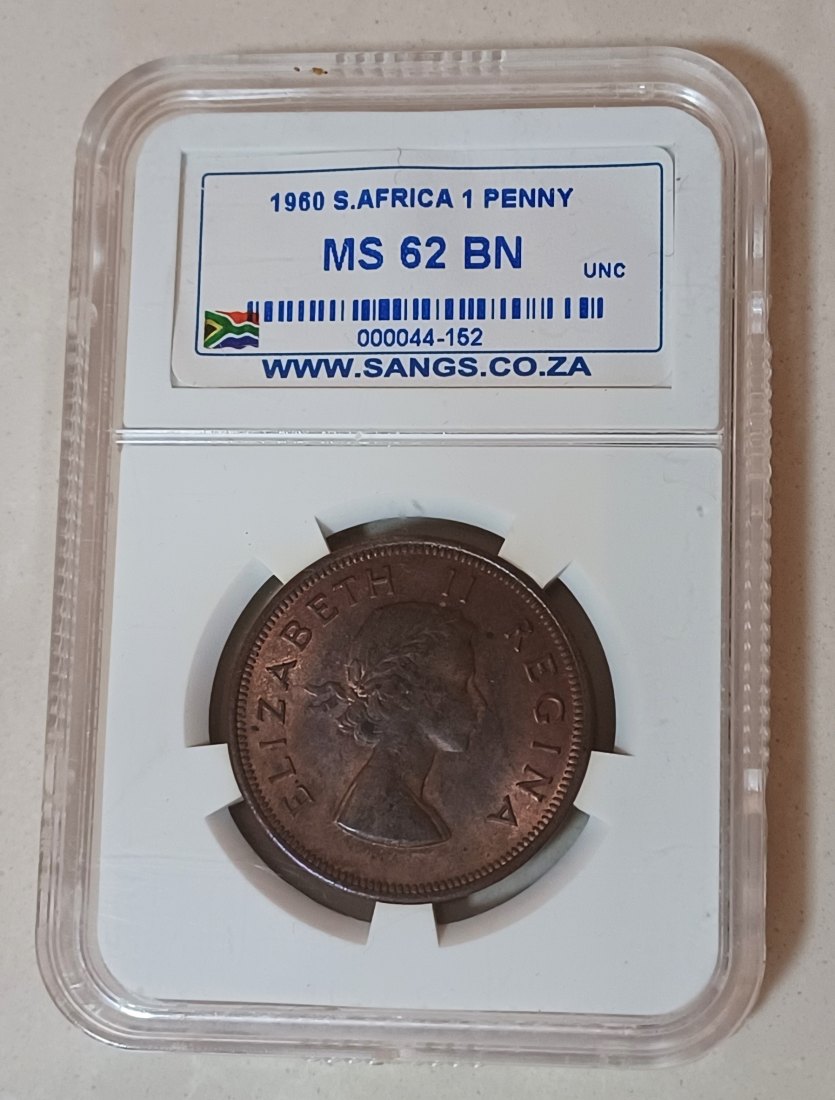 1960 S.AFRICA 1 PENNY
MS 62 BN
UNC
000044-152
WWW.SANGS.CO.ZA
ELIZABETH II REGINA